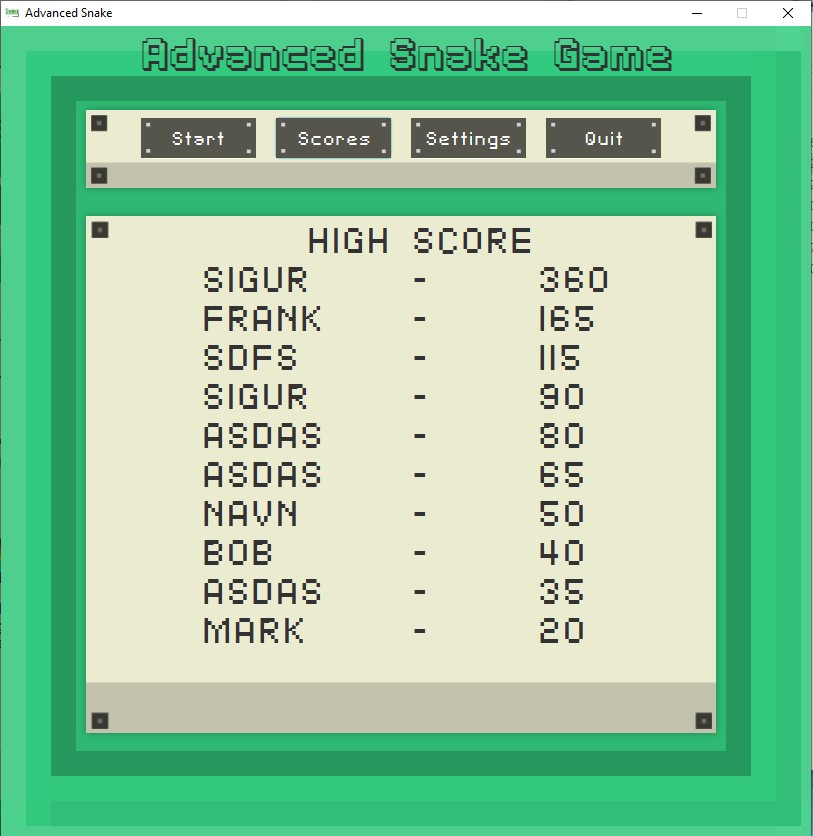 Advanced Snake
Advanced Snake Game
Start Scores Settings Quit
HIGH SCORE
SIGUR - 360
FRANK - 165
SDFS - 115
SIGUR - 90
ASDAS - 80
ASDAS - 65
NAVN - 50
BOB - 40
ASDAS - 35
MARK - 20